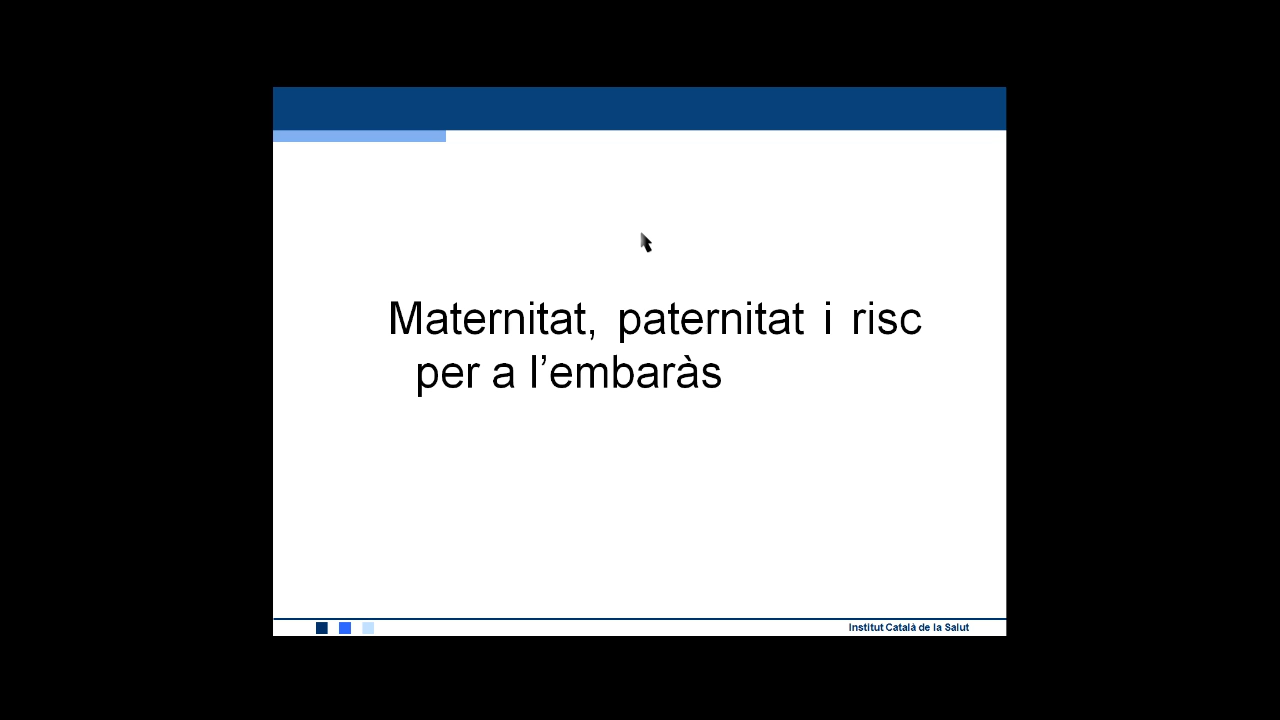 Maternitat, paternitat i risc
per a l’embaràs
Institut Català de la Salut